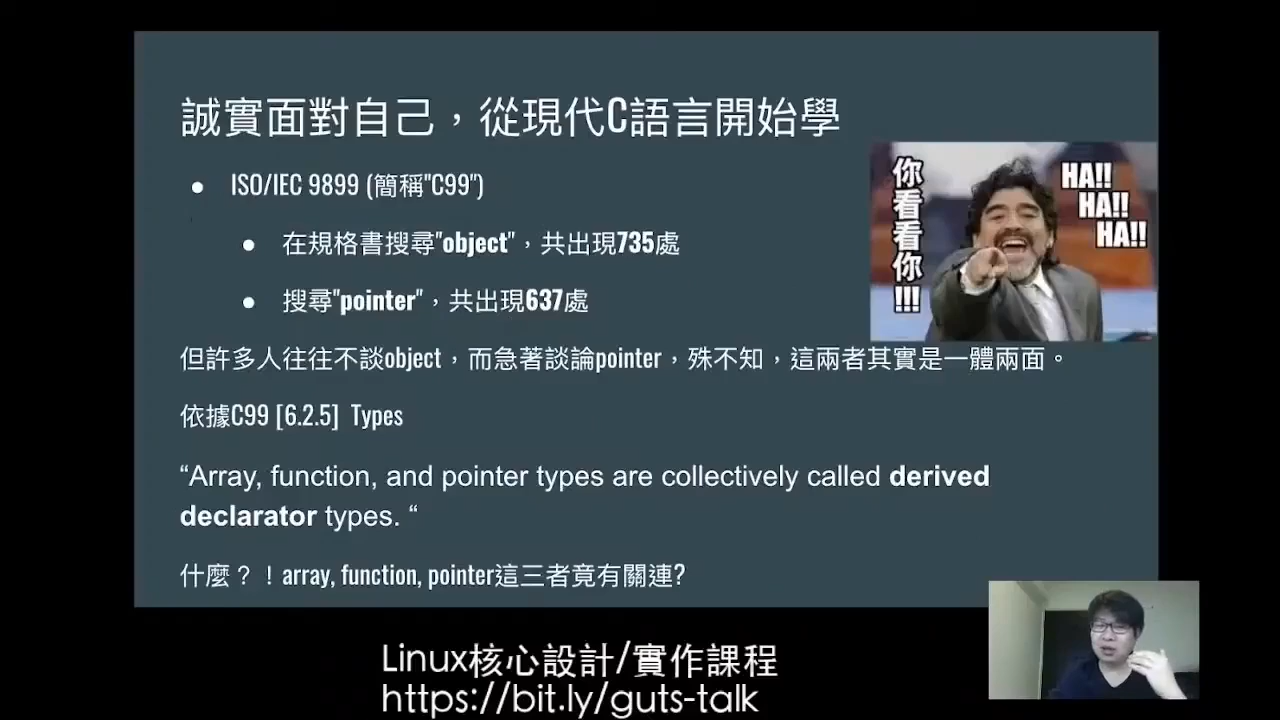 誠實面對自己，從現代C語言開始學
ISO/IEC 9899 (簡稱"C99")
在規格書搜尋"object"，共出現735處
搜尋"pointer"，共出現637處
你看看你!!!
HA!!
HA!!
HA!!
但許多人往往不談object，而急著談論pointer，殊不知，這兩者其實是一體兩面。
依據C99 [6.2.5] Types
“Array, function, and pointer types are collectively called derived
declarator types. “
什麼？！array, function, pointer這三者竟有關連?
Linux核心設計/實作課程
https://bit.ly/guts-talk